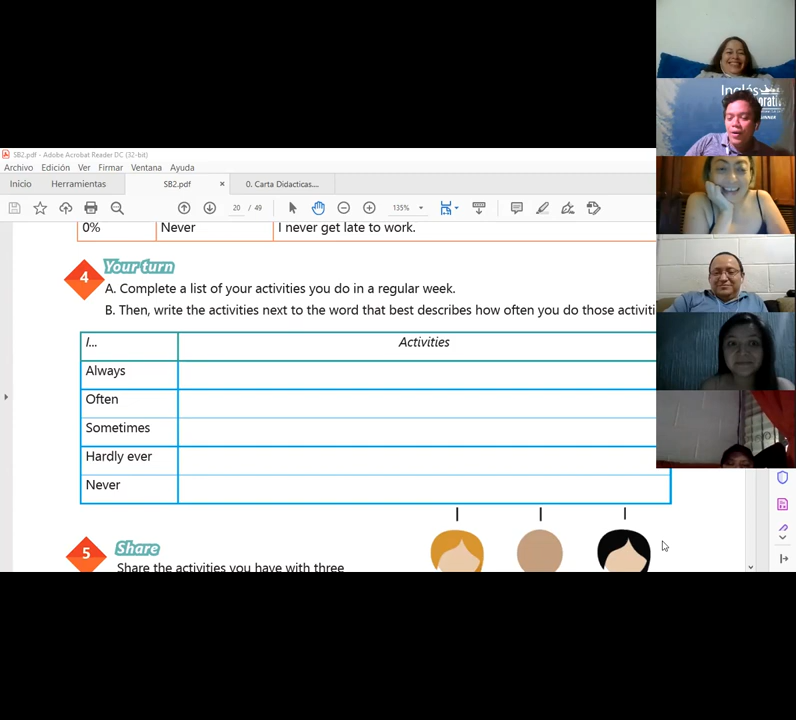 SB2.pdf - Adobe Acrobat Reader DC (32-bit)
Archivo Edición Ver Firmar Ventana Ayuda
Inicio Herramientas SB2.pdf × 0. Carta Didacticas....
20 / 49 135%
0% Never I never get late to work.
4 Your turn
A. Complete a list of your activities you do in a regular week.
B. Then, write the activities next to the word that best describes how often you do those activiti
I... Activities
Always
Often
Sometimes
Hardly ever
Never
5 Share
Share the activities you have with three
Inglés